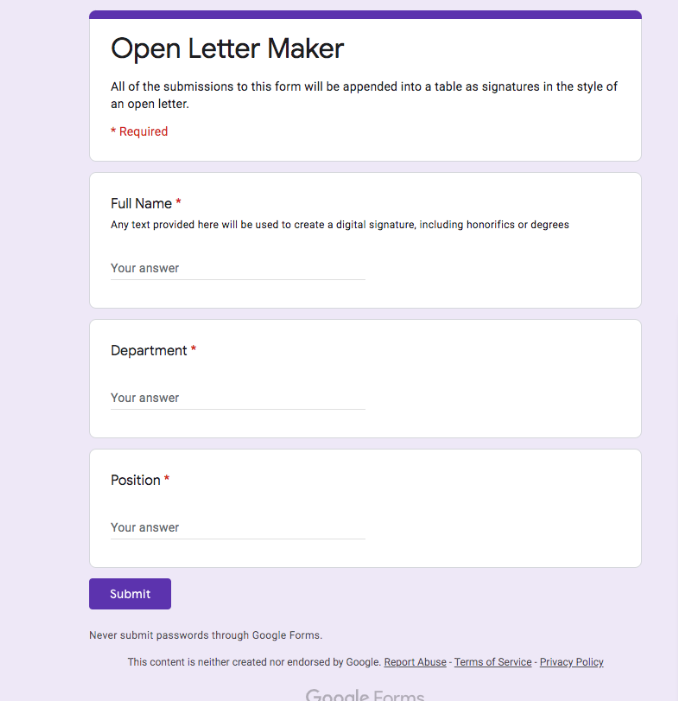 Open Letter Maker
All of the submissions to this form will be appended into a table as signatures in the style of
an open letter.
* Required
Full Name *
Any text provided here will be used to create a digital signature, including honorifics or degrees
Your answer
Department *
Your answer
Position *
Your answer
Submit
Never submit passwords through Google Forms.
This content is neither created nor endorsed by Google. Report Abuse - Terms of Service - Privacy Policy
Google Forms